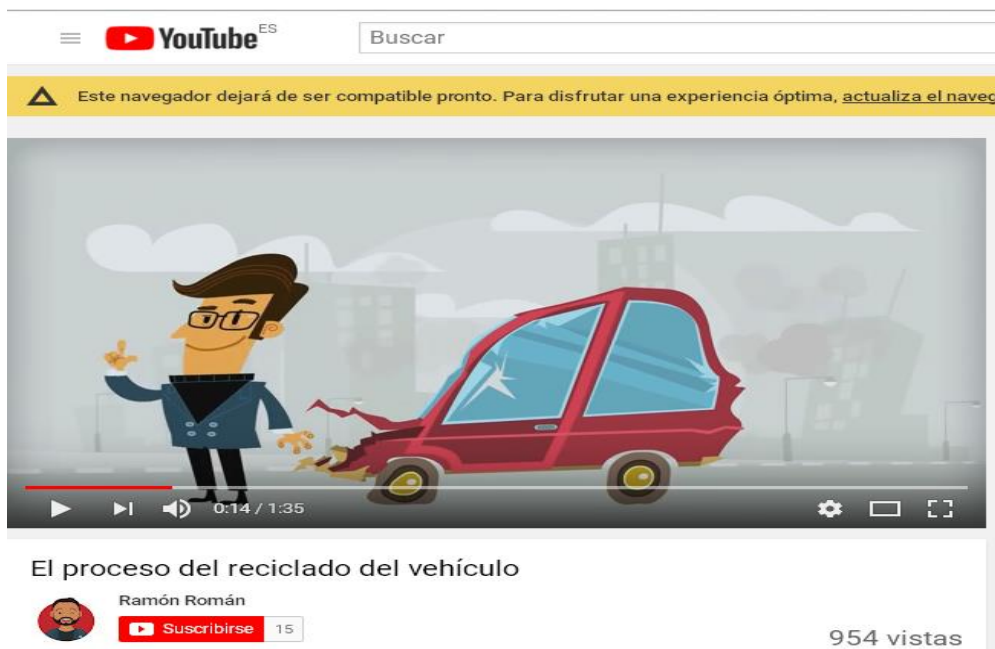 YouTube ES
Buscar
Este navegador dejará de ser compatible pronto. Para disfrutar una experiencia óptima, actualiza el naveg
0:14 / 1:35
El proceso del reciclado del vehículo
Ramón Román
Suscribirse 15
954 vistas